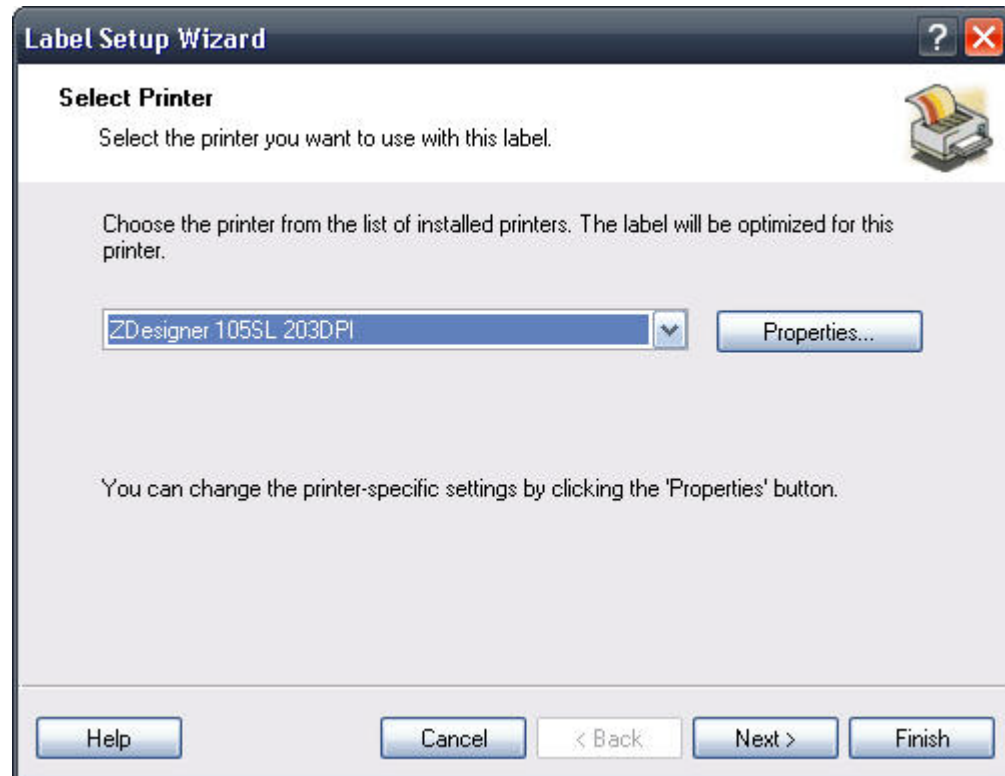 Label Setup Wizard
?
Select Printer
Select the printer you want to use with this label.
Choose the printer from the list of installed printers. The label will be optimized for this
printer.
ZDesigner 105SL 203DPI
Properties...
You can change the printer-specific settings by clicking the 'Properties' button.
Help
Cancel
< Back
Next >
Finish